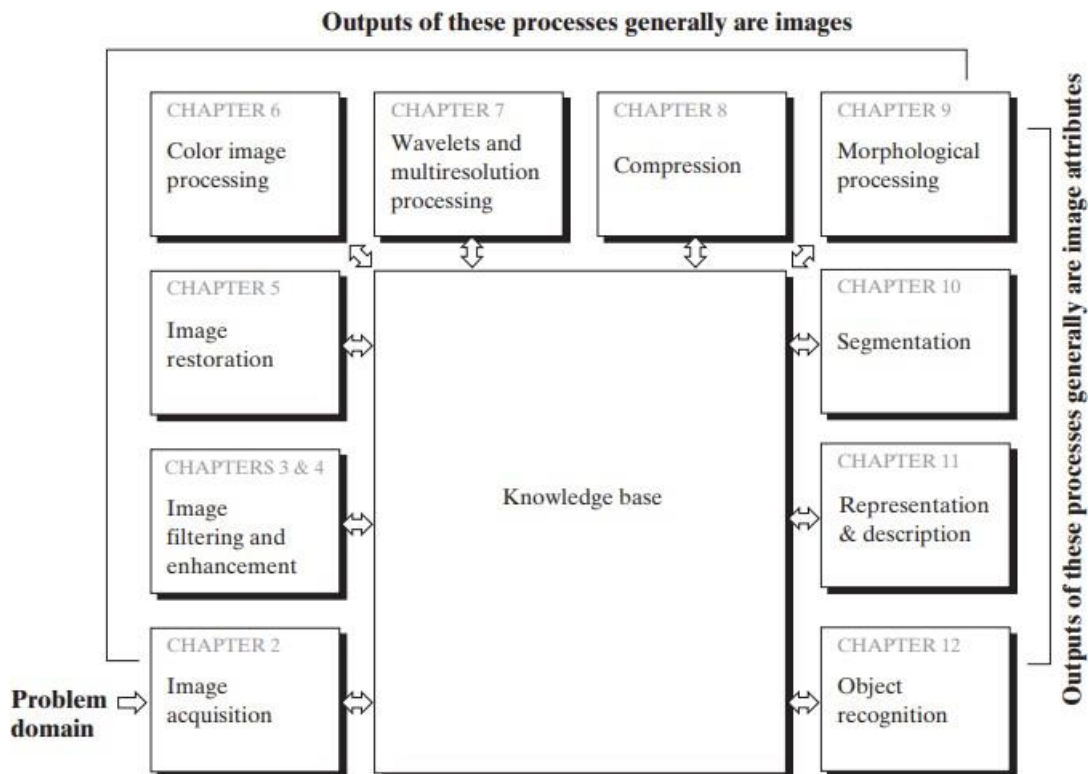 Outputs of these processes generally are images
CHAPTER 6
Color image
processing
CHAPTER 7
Wavelets and
multiresolution
processing
CHAPTER 8
Compression
CHAPTER 9
Morphological
processing
CHAPTER 5
Image
restoration
CHAPTER 10
Segmentation
CHAPTERS 3 & 4
Image
filtering and
enhancement
Knowledge base
CHAPTER 11
Representation
& description
CHAPTER 2
Image
acquisition
CHAPTER 12
Object
recognition
Problem
domain
Outputs of these processes generally are image attributes